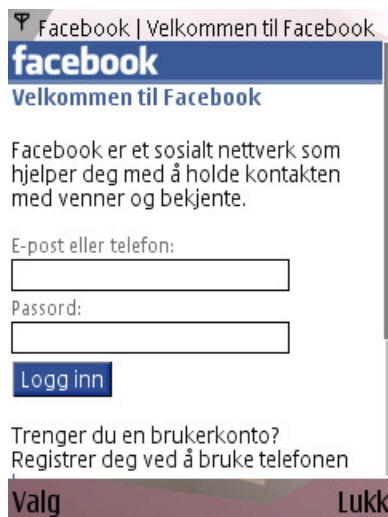 Facebook | Velkommen til Facebook
facebook
Velkommen til Facebook
Facebook er et sosialt nettverk som
hjelper deg med å holde kontakten
med venner og bekjente.
E-post eller telefon:
Passord:
Logg inn
Trenger du en brukerkonto?
Registrer deg ved å bruke telefonen
Valg Lukk